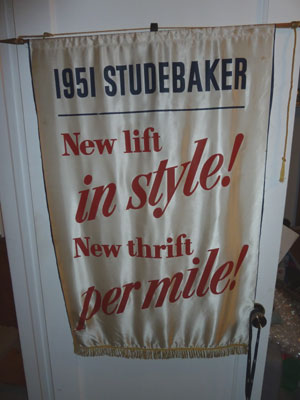 1951 STUDEBAKER
New lift
in style!
New thrift
per mile!